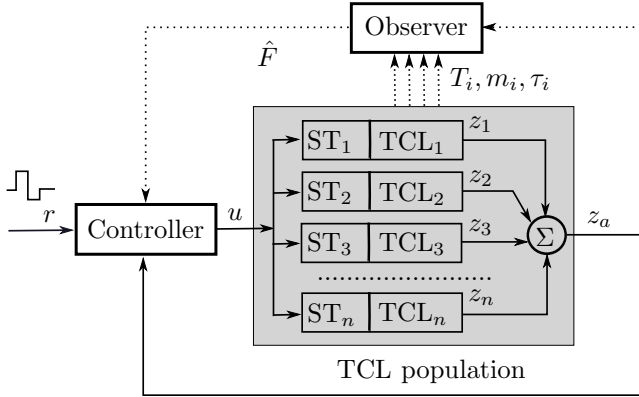 Observer
F̂
T_i, m_i, τ_i
ST_1 TCL_1 z_1
ST_2 TCL_2 z_2
r Controller u ST_3 TCL_3 z_3 Σ z_a
ST_n TCL_n z_n
TCL population